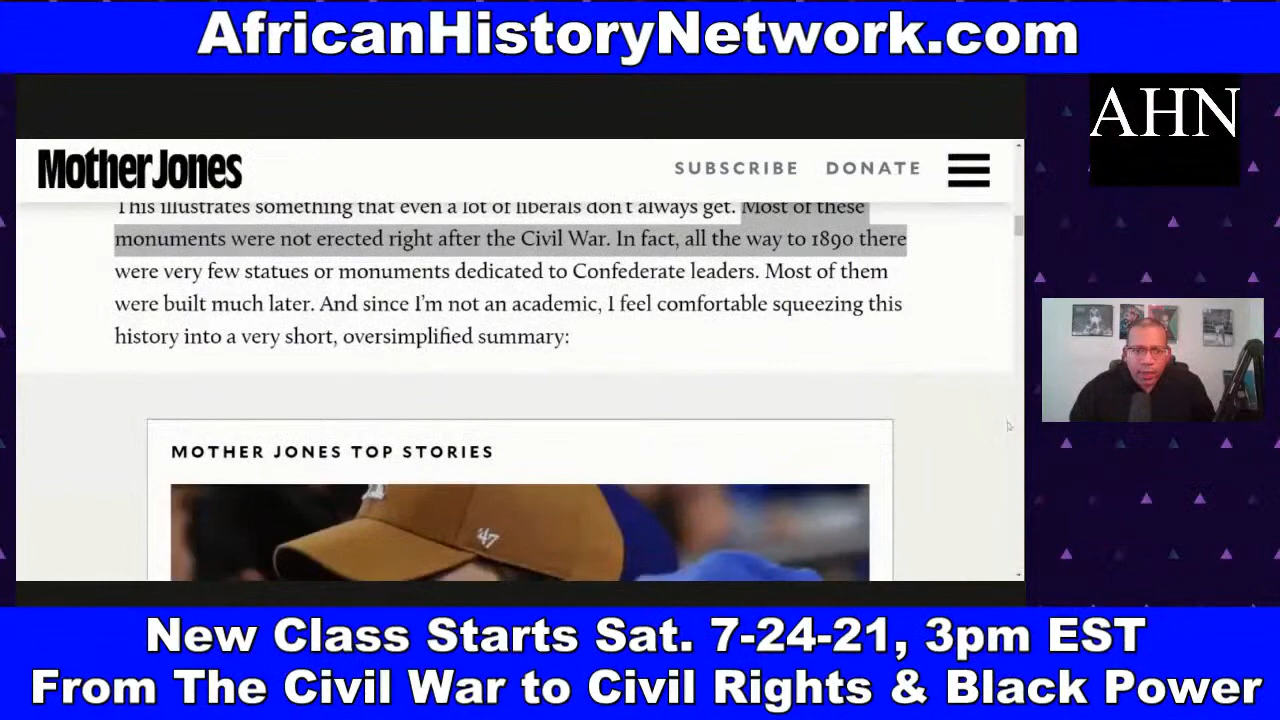 AfricanHistoryNetwork.com
AHN
Mother Jones
SUBSCRIBE DONATE
This illustrates something that even a lot of liberals don't always get. Most of these
monuments were not erected right after the Civil War. In fact, all the way to 1890 there
were very few statues or monuments dedicated to Confederate leaders. Most of them
were built much later. And since I'm not an academic, I feel comfortable squeezing this
history into a very short, oversimplified summary:
MOTHER JONES TOP STORIES
'47
New Class Starts Sat. 7-24-21, 3pm EST
From The Civil War to Civil Rights & Black Power